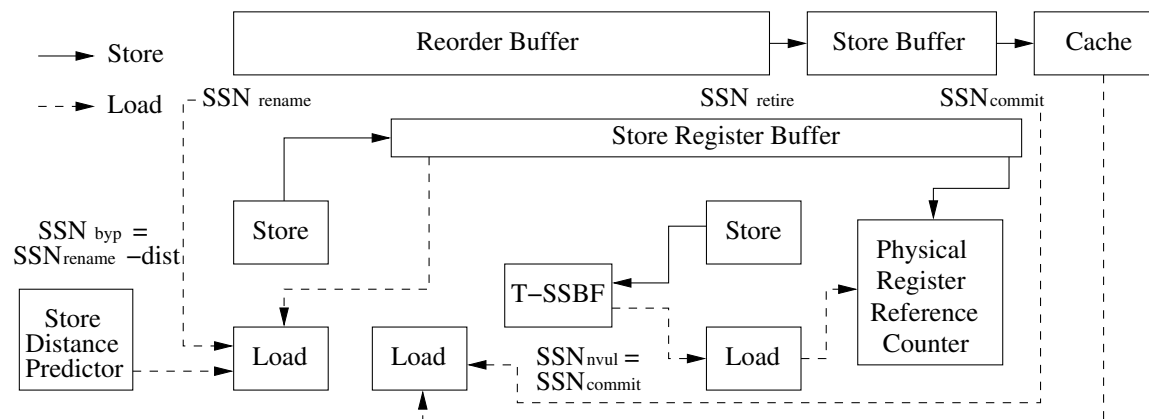 Reorder Buffer
Store Buffer
Cache
Store
Load
SSN rename
SSN retire
SSNcommit
Store Register Buffer
Store
Store
SSN byp =
SSNrename −dist
Physical
Register
Reference
Counter
T−SSBF
Store
Distance
Predictor
Load
Load
SSNnvul =
SSNcommit
Load